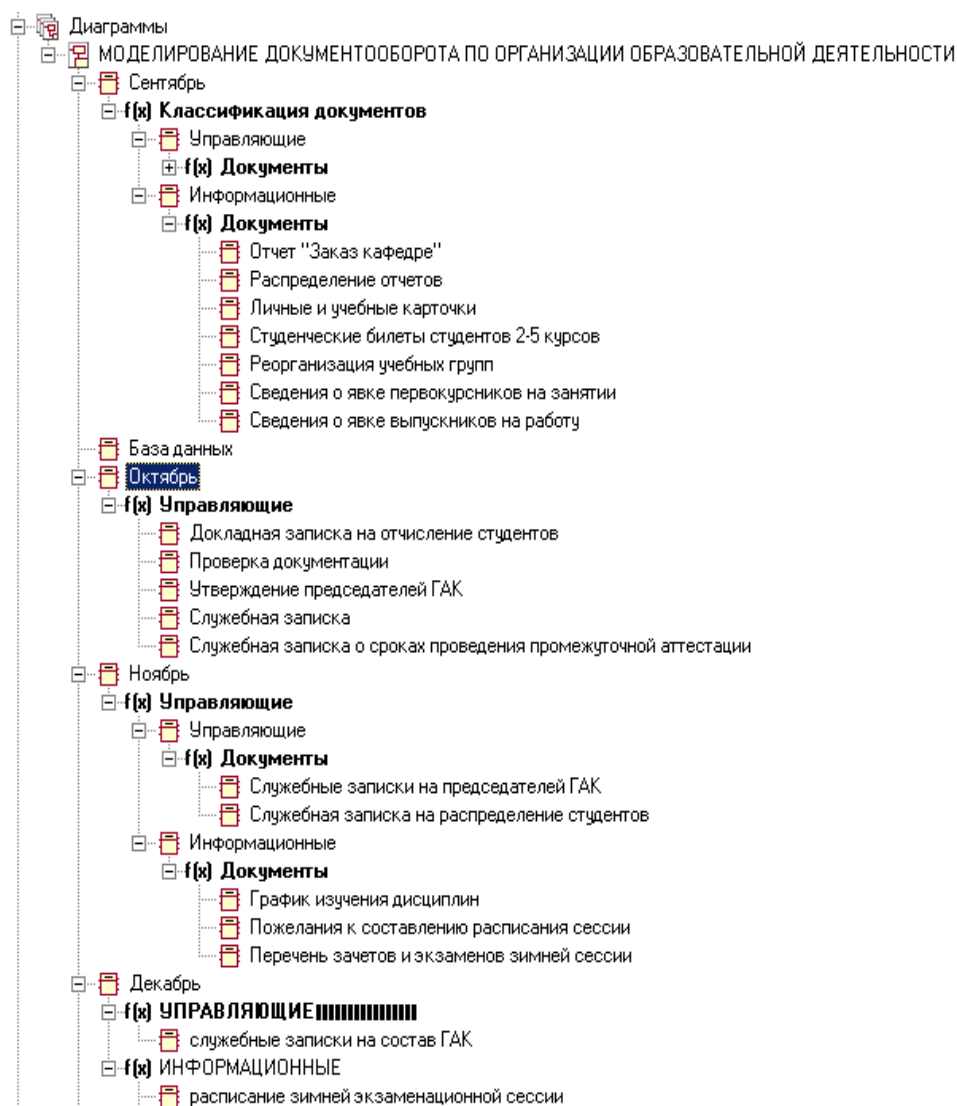 Диаграммы
МОДЕЛИРОВАНИЕ ДОКУМЕНТООБОРОТА ПО ОРГАНИЗАЦИИ ОБРАЗОВАТЕЛЬНОЙ ДЕЯТЕЛЬНОСТИ
Сентябрь
f(x) Классификация документов
Управляющие
f(x) Документы
Информационные
f(x) Документы
Отчет "Заказ кафедре"
Распределение отчетов
Личные и учебные карточки
Студенческие билеты студентов 2-5 курсов
Реорганизация учебных групп
Сведения о явке первокурсников на занятии
Сведения о явке выпускников на работу
База данных
Октябрь
f(x) Управляющие
Докладная записка на отчисление студентов
Проверка документации
Утверждение председателей ГАК
Служебная записка
Служебная записка о сроках проведения промежуточной аттестации
Ноябрь
f(x) Управляющие
Управляющие
f(x) Документы
Служебные записки на председателей ГАК
Служебная записка на распределение студентов
Информационные
f(x) Документы
График изучения дисциплин
Пожелания к составлению расписания сессии
Перечень зачетов и экзаменов зимней сессии
Декабрь
f(x) УПРАВЛЯЮЩИЕ
служебные записки на состав ГАК
f(x) ИНФОРМАЦИОННЫЕ
расписание зимней экзаменационной сессии